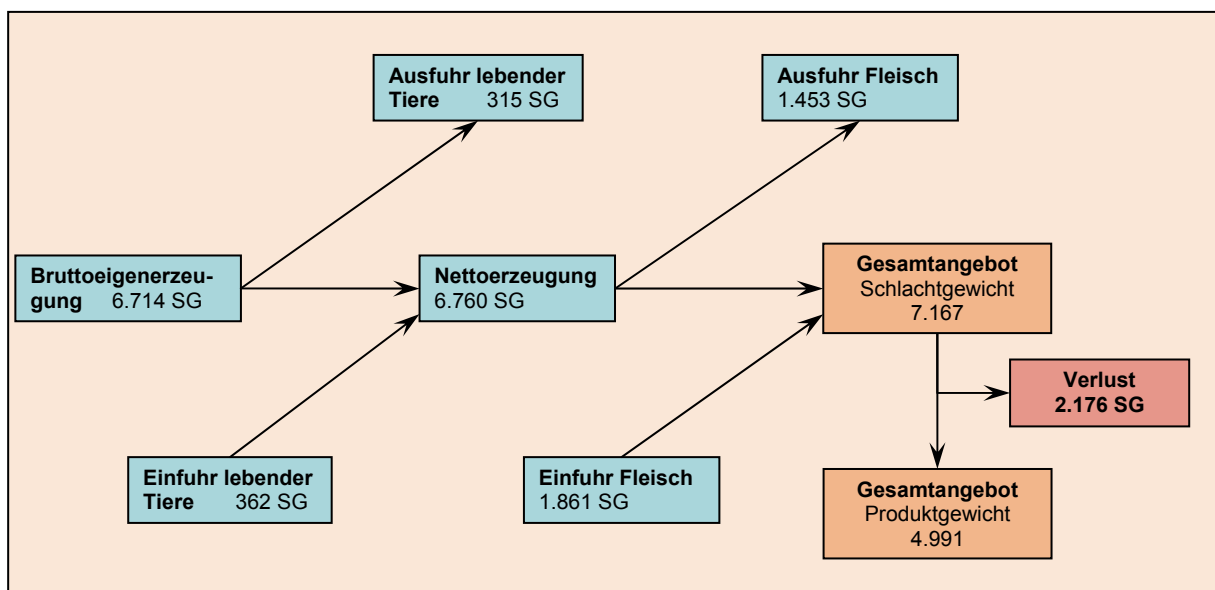 Ausfuhr lebender
Tiere 315 SG
Ausfuhr Fleisch
1.453 SG
Bruttoeigenerzeu-
gung 6.714 SG
Nettoerzeugung
6.760 SG
Gesamtangebot
Schlachtgewicht
7.167
Verlust
2.176 SG
Einfuhr lebender
Tiere 362 SG
Einfuhr Fleisch
1.861 SG
Gesamtangebot
Produktgewicht
4.991